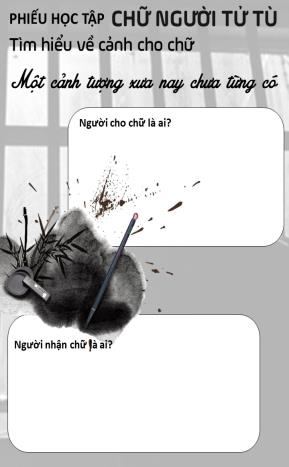 PHIẾU HỌC TẬP CHỮ NGƯỜI TỬ TÙ
Tìm hiểu về cảnh cho chữ
Một cảnh tượng xưa nay chưa từng có
Người cho chữ là ai?
Người nhận chữ là ai?